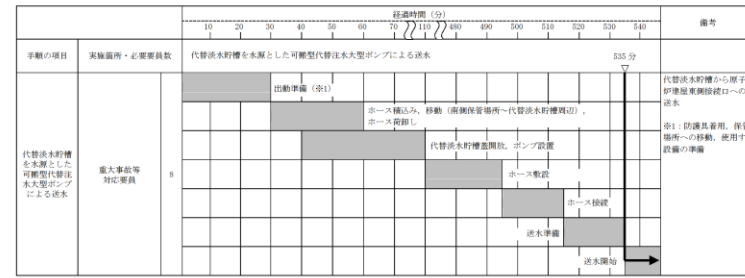 経過時間（分）
備考
10 20 30 40 50 60 70 110 480 490 500 510 520 530 540
手順の項目
実施箇所・必要要員数
代替淡水貯槽を水源とした可搬型代替注水大型ポンプによる送水
535 分
代替淡水貯槽
を水源とした
可搬型代替注
水大型ポンプ
による送水
重大事故等
対応要員
8
出動準備（※1）
ホース積込み，移動（南側保管場所～代替淡水貯槽周辺），
ホース荷卸し
代替淡水貯槽蓋開放，ポンプ設置
ホース敷設
ホース接続
送水準備
送水開始
代替淡水貯槽から原子
炉建屋東側接続口への
送水
※1：防護具着用，保管
場所への移動，使用す
設備の準備